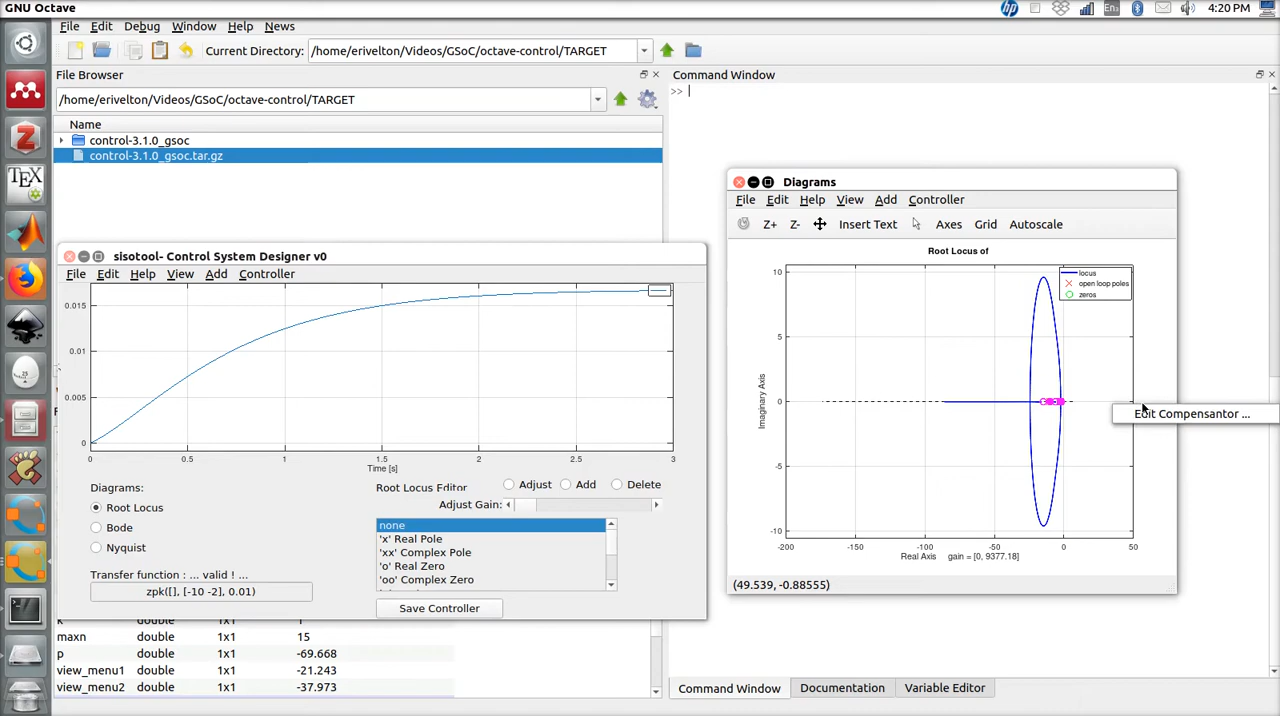 GNU Octave
En₁
4:20 PM
File Edit Debug Window Help News
Current Directory: /home/erivelton/Videos/GSoC/octave-control/TARGET
File Browser
/home/erivelton/Videos/GSoC/octave-control/TARGET
Name
control-3.1.0_gsoc
control-3.1.0_gsoc.tar.gz
Command Window
>>
sisotool- Control System Designer v0
File Edit Help View Add Controller
0.015
0.01
0.005
0
0 0.5 1 1.5 2 2.5 3
Time [s]
Diagrams:
Root Locus
Bode
Nyquist
Transfer function : ... valid ! ...
zpk([], [-10 -2], 0.01)
Root Locus Editor
Adjust Add Delete
Adjust Gain:
none
'x' Real Pole
'xx' Complex Pole
'o' Real Zero
'oo' Complex Zero
Save Controller
Diagrams
File Edit Help View Add Controller
Z+ Z- Insert Text Axes Grid Autoscale
Root Locus of
locus
open loop poles
zeros
10
5
0
-5
-10
Imaginary Axis
-200 -150 -100 -50 0 50
Real Axis gain = [0, 9377.18]
(49.539, -0.88555)
Edit Compensantor ...
k double 1x1 1
maxn double 1x1 15
p double 1x1 -69.668
view_menu1 double 1x1 -21.243
view_menu2 double 1x1 -37.973
Command Window Documentation Variable Editor